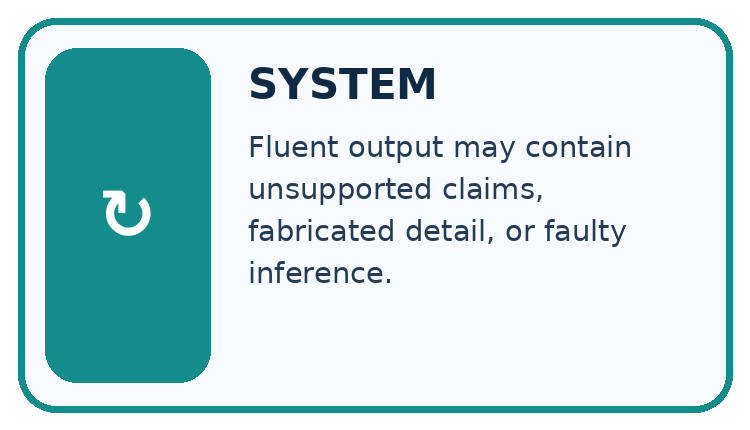 SYSTEM
Fluent output may contain
unsupported claims,
fabricated detail, or faulty
inference.